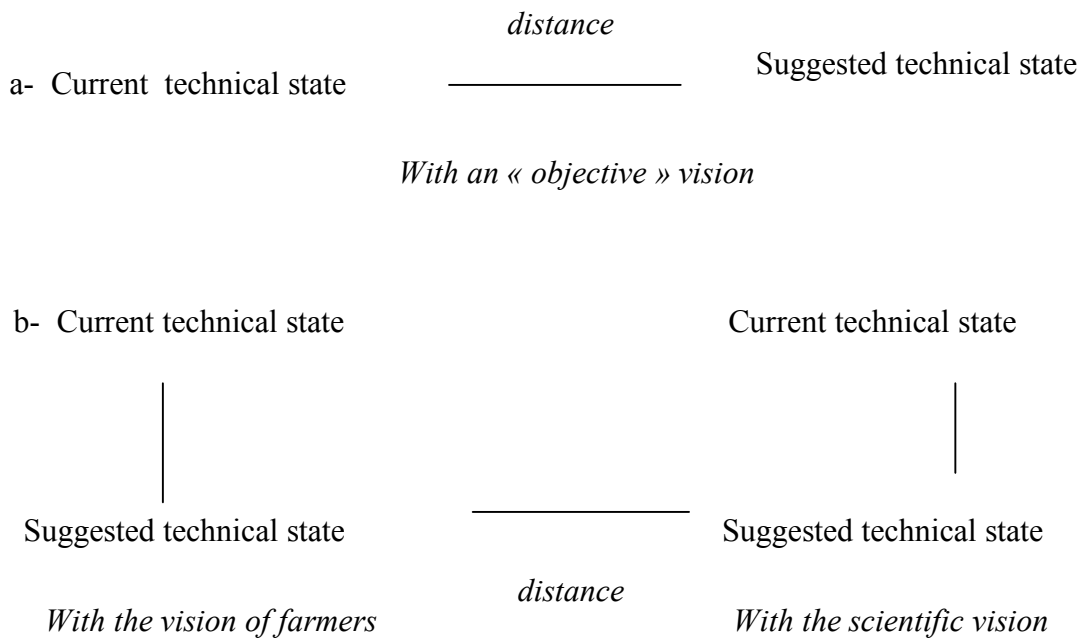 distance
a- Current technical state Suggested technical state
With an « objective » vision
b- Current technical state Current technical state
Suggested technical state Suggested technical state
distance
With the vision of farmers With the scientific vision